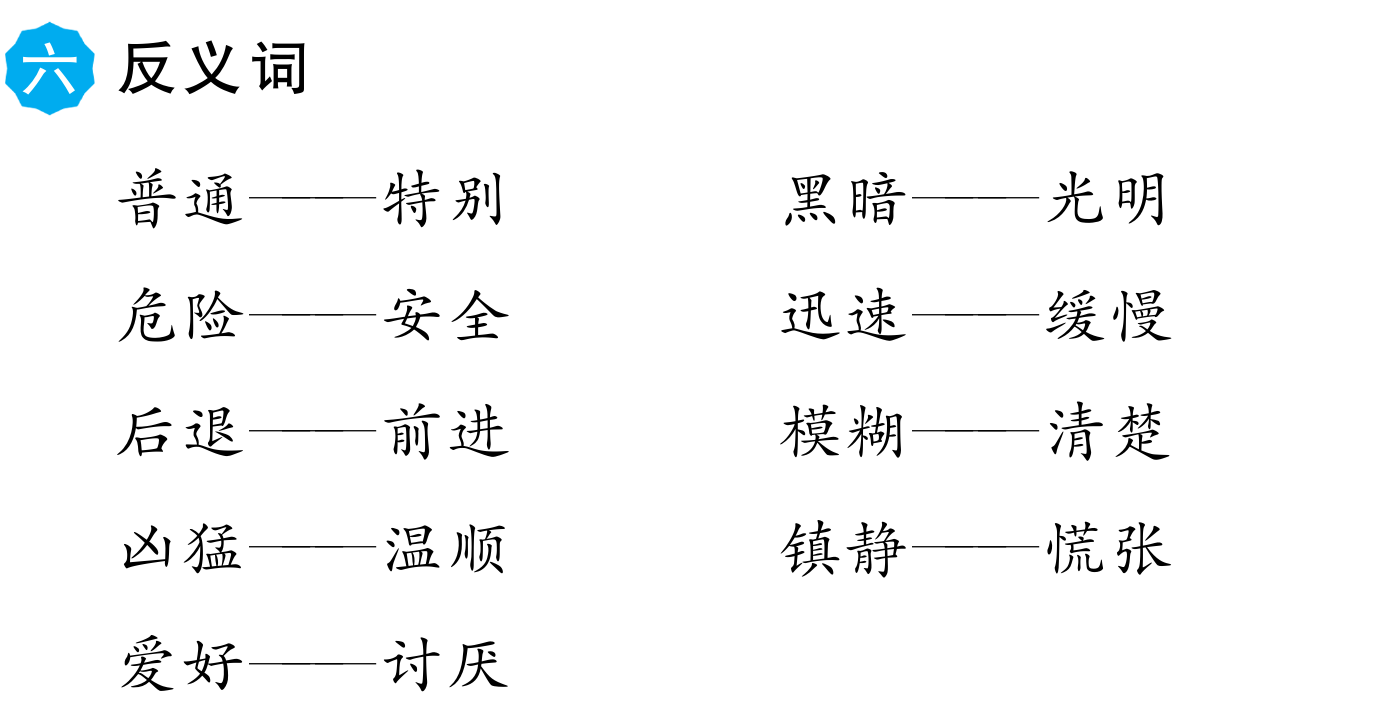 六 反义词
普通——特别 黑暗——光明
危险——安全 迅速——缓慢
后退——前进 模糊——清楚
凶猛——温顺 镇静——慌张
爱好——讨厌